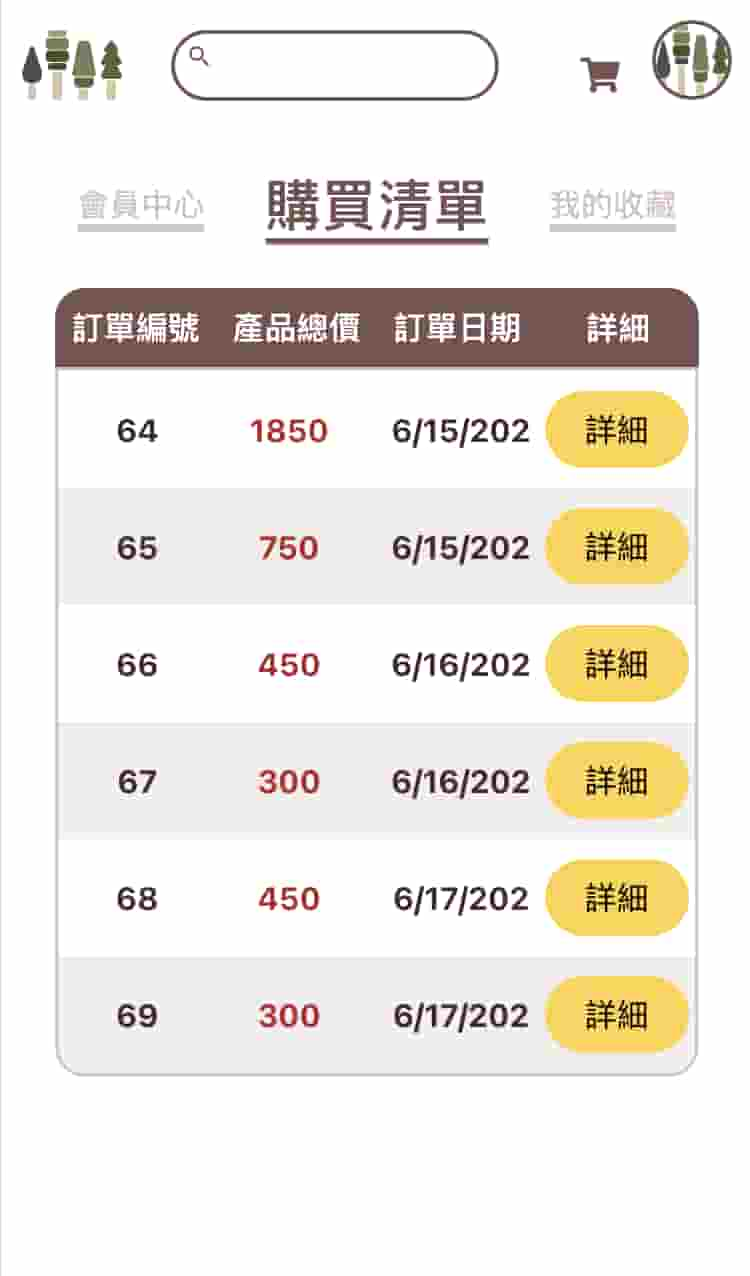 會員中心 購買清單 我的收藏
訂單編號 產品總價 訂單日期 詳細
64 1850 6/15/202 詳細
65 750 6/15/202 詳細
66 450 6/16/202 詳細
67 300 6/16/202 詳細
68 450 6/17/202 詳細
69 300 6/17/202 詳細